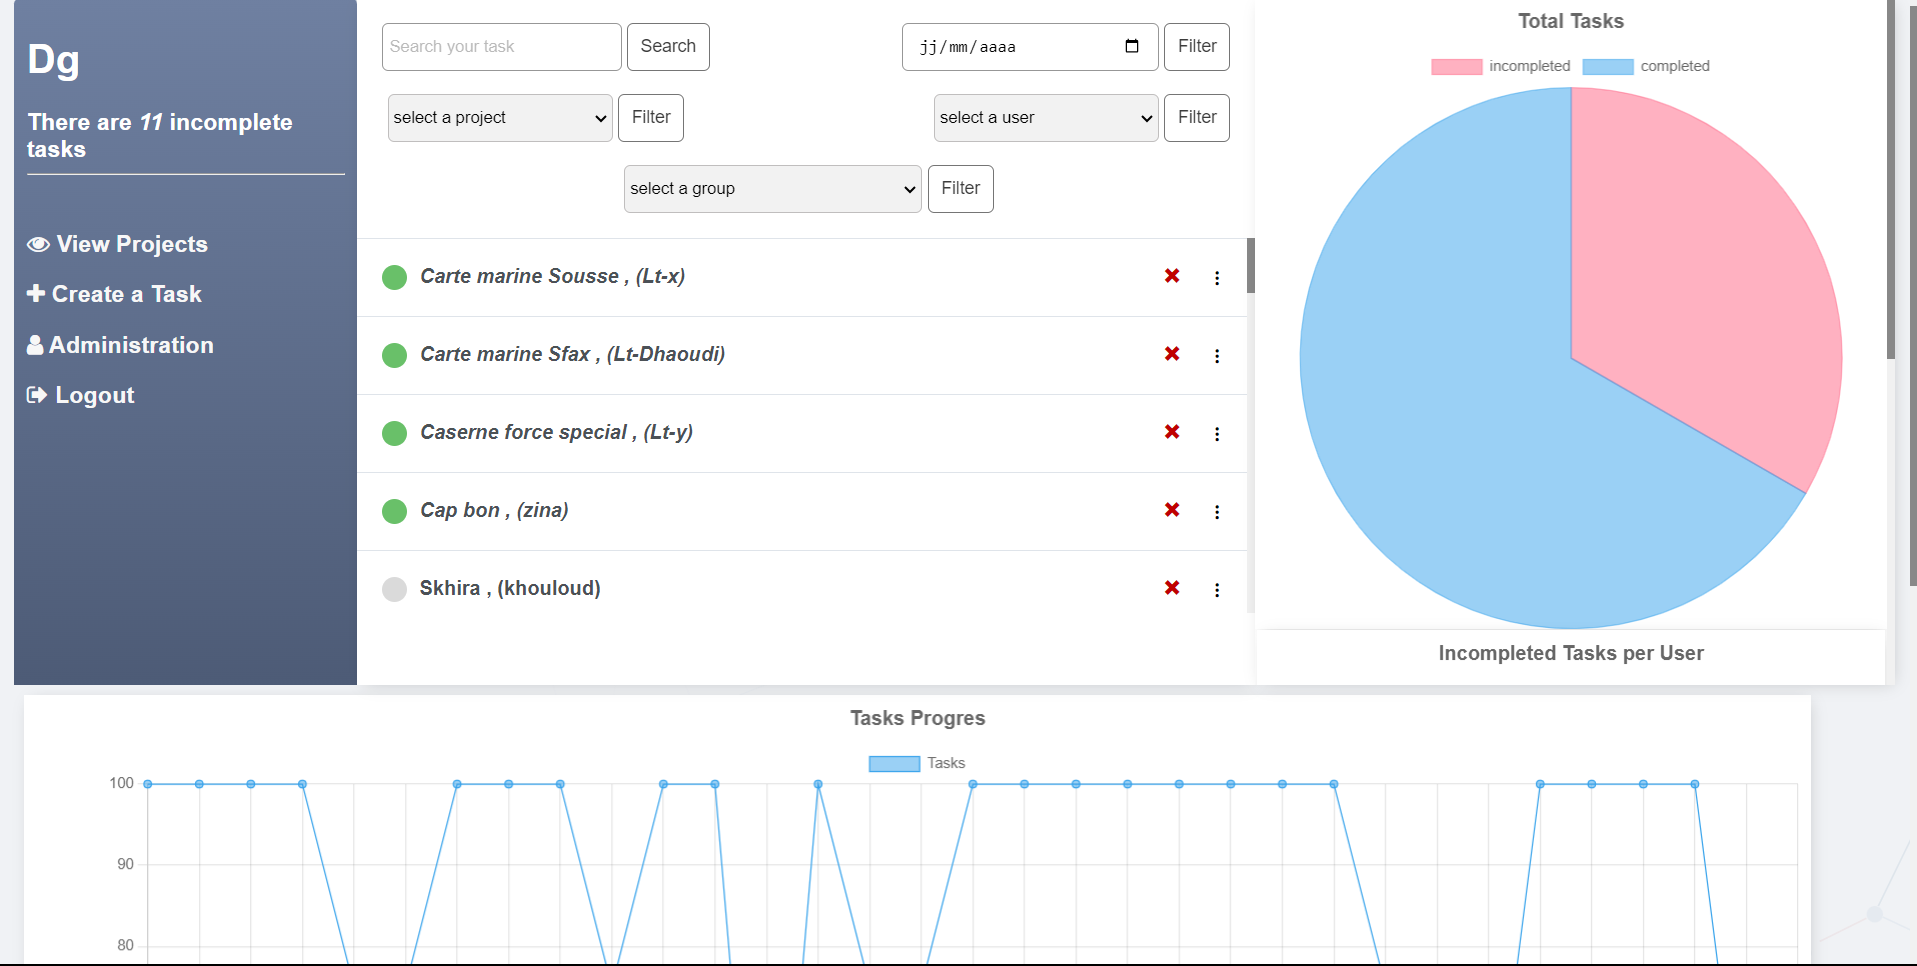 Dg
There are 11 incomplete
tasks
View Projects
Create a Task
Administration
Logout
Search your task
Search
jj/mm/aaaa
Filter
select a project
Filter
select a user
Filter
select a group
Filter
Carte marine Sousse , (Lt-x)
Carte marine Sfax , (Lt-Dhaoudi)
Caserne force special , (Lt-y)
Cap bon , (zina)
Skhira , (khouloud)
Total Tasks
incompleted
completed
Incompleted Tasks per User
Tasks Progres
Tasks
100
90
80